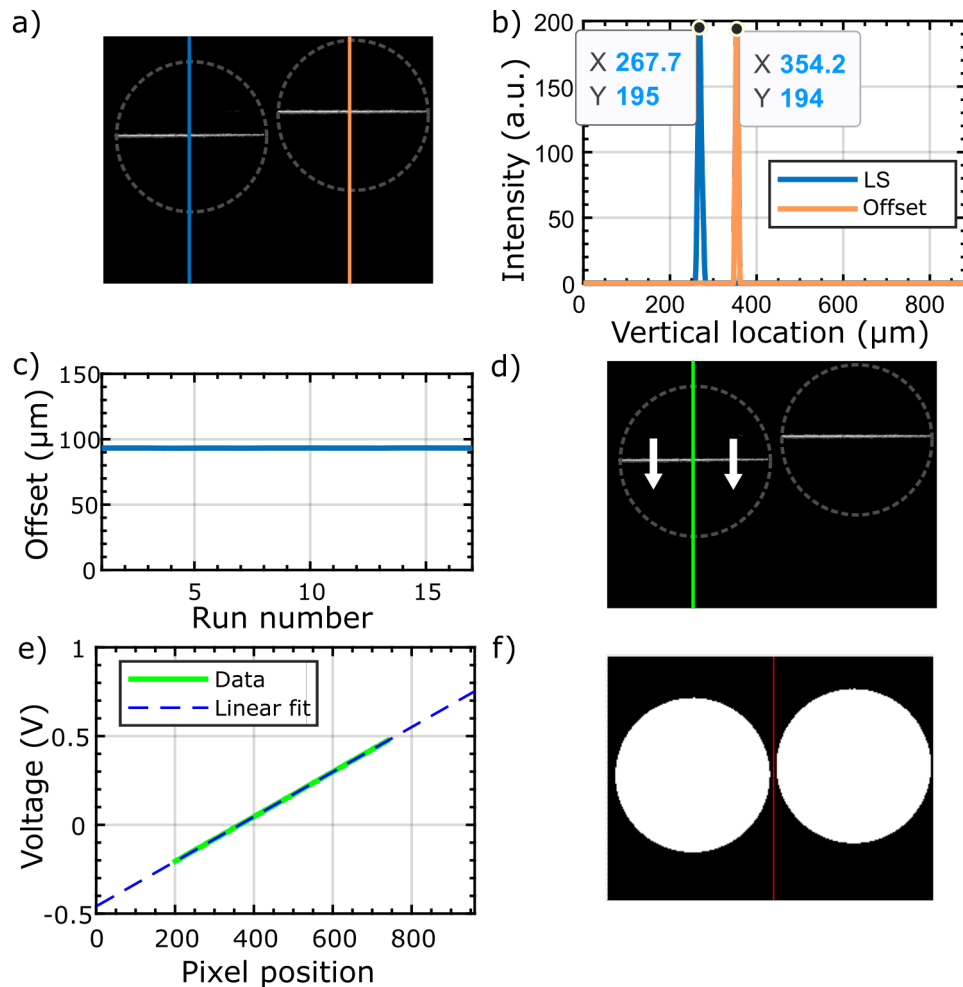 a)
b)
200
150
100
50
0
X 267.7
Y 195
X 354.2
Y 194
LS
Offset
Intensity (a.u.)
0 200 400 600 800
Vertical location (µm)
c)
150
100
50
0
Offset (µm)
5 10 15
Run number
d)
e)
1
0.5
0
-0.5
Voltage (V)
Data
Linear fit
0 200 400 600 800
Pixel position
f)